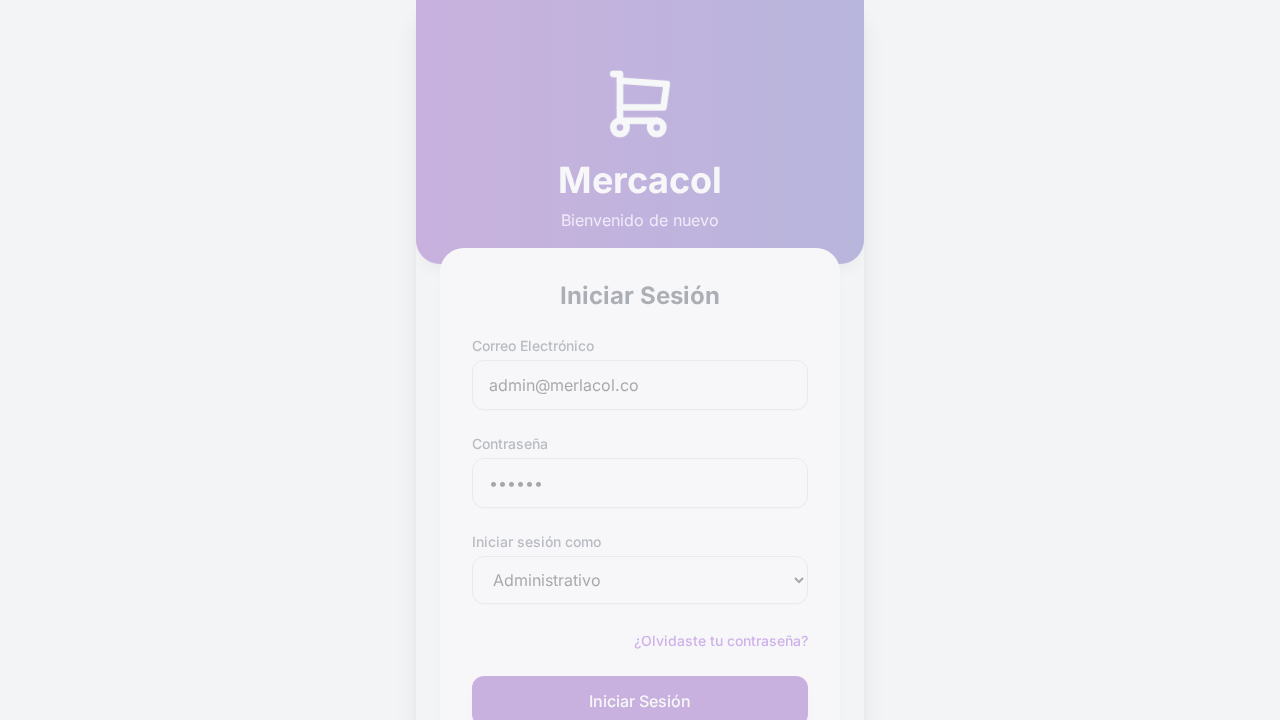 Mercacol
Bienvenido de nuevo
Iniciar Sesión
Correo Electrónico
admin@merlacol.co
Contraseña
••••••
Iniciar sesión como
Administrativo
¿Olvidaste tu contraseña?
Iniciar Sesión